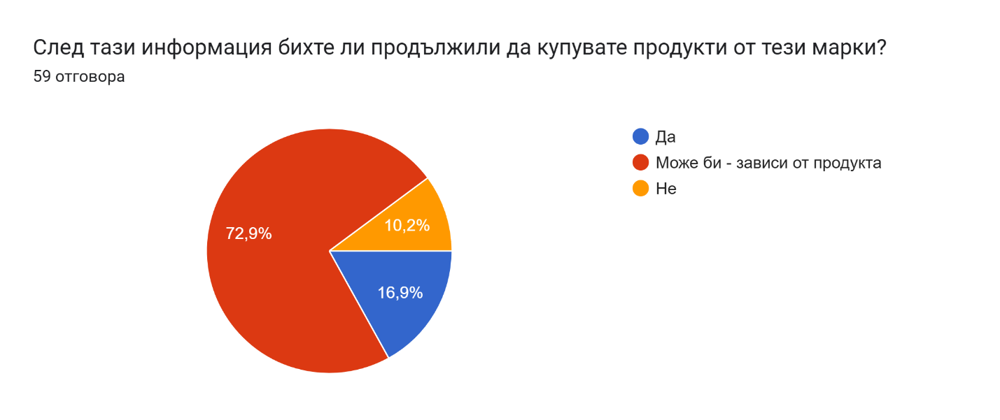 След тази информация бихте ли продължили да купувате продукти от тези марки?
59 отговора
Да
Може би - зависи от продукта
Не
72,9%
10,2%
16,9%